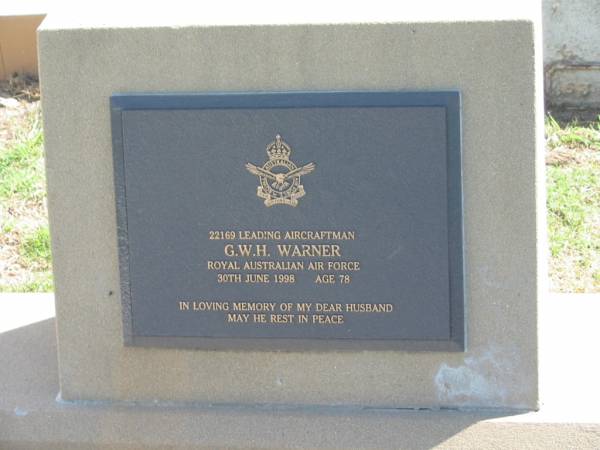 22169 LEADING AIRCRAFTMAN
G.W.H. WARNER
ROYAL AUSTRALIAN AIR FORCE
30TH JUNE 1998 AGE 78
IN LOVING MEMORY OF MY DEAR HUSBAND
MAY HE REST IN PEACE